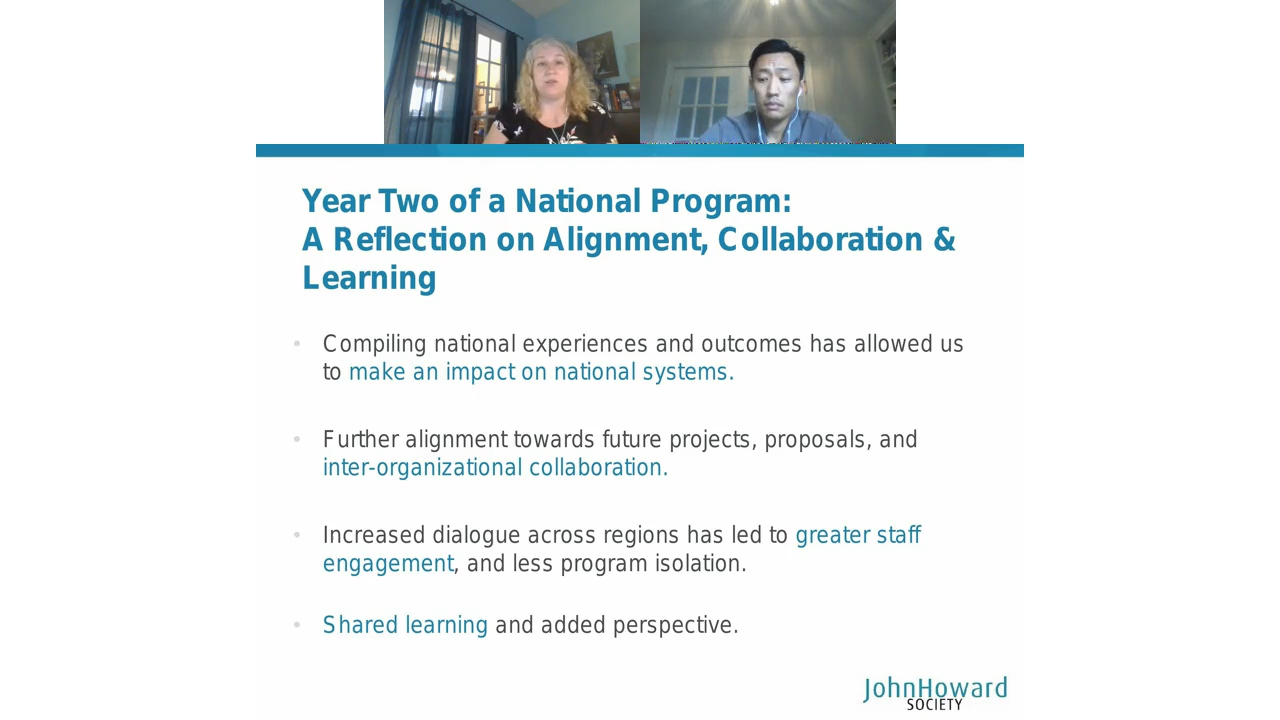 Year Two of a National Program:
A Reflection on Alignment, Collaboration &
Learning
• Compiling national experiences and outcomes has allowed us
to make an impact on national systems.
• Further alignment towards future projects, proposals, and
inter-organizational collaboration.
• Increased dialogue across regions has led to greater staff
engagement, and less program isolation.
• Shared learning and added perspective.
JohnHoward
SOCIETY